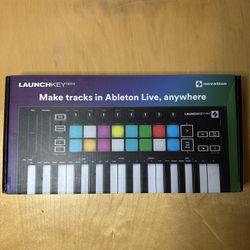 LAUNCHKEY MINI novation
Make tracks in Ableton Live, anywhere